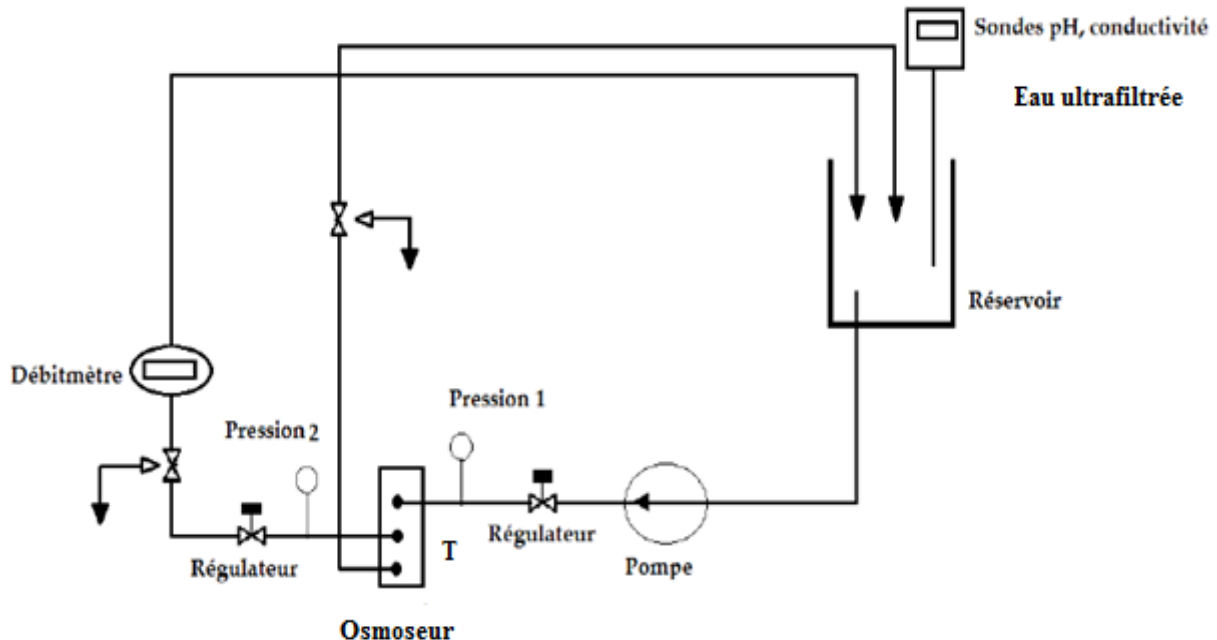 Sondes pH, conductivité
Eau ultrafiltrée
Réservoir
Débitmètre
Pression 1
Pression 2
Régulateur
Régulateur
T
Pompe
Osmoseur